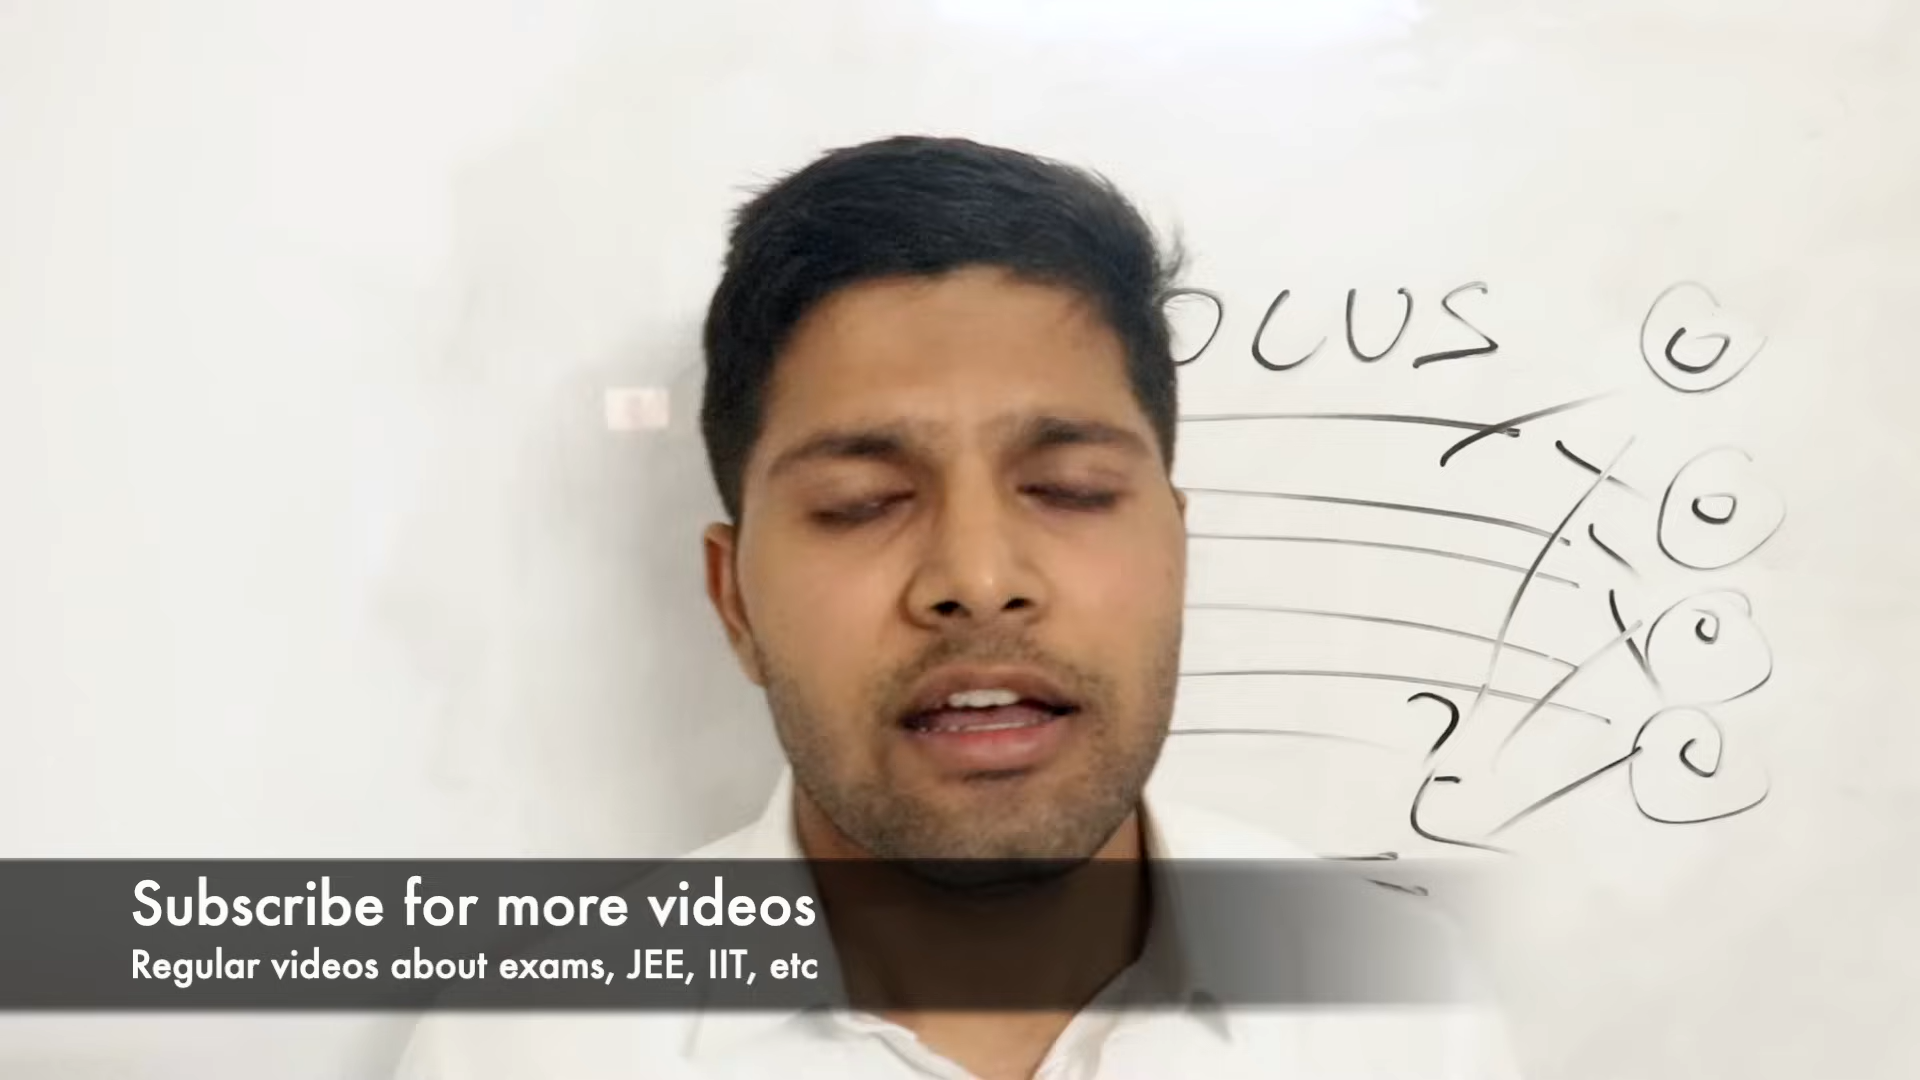 OCUS
Subscribe for more videos
Regular videos about exams, JEE, IIT, etc